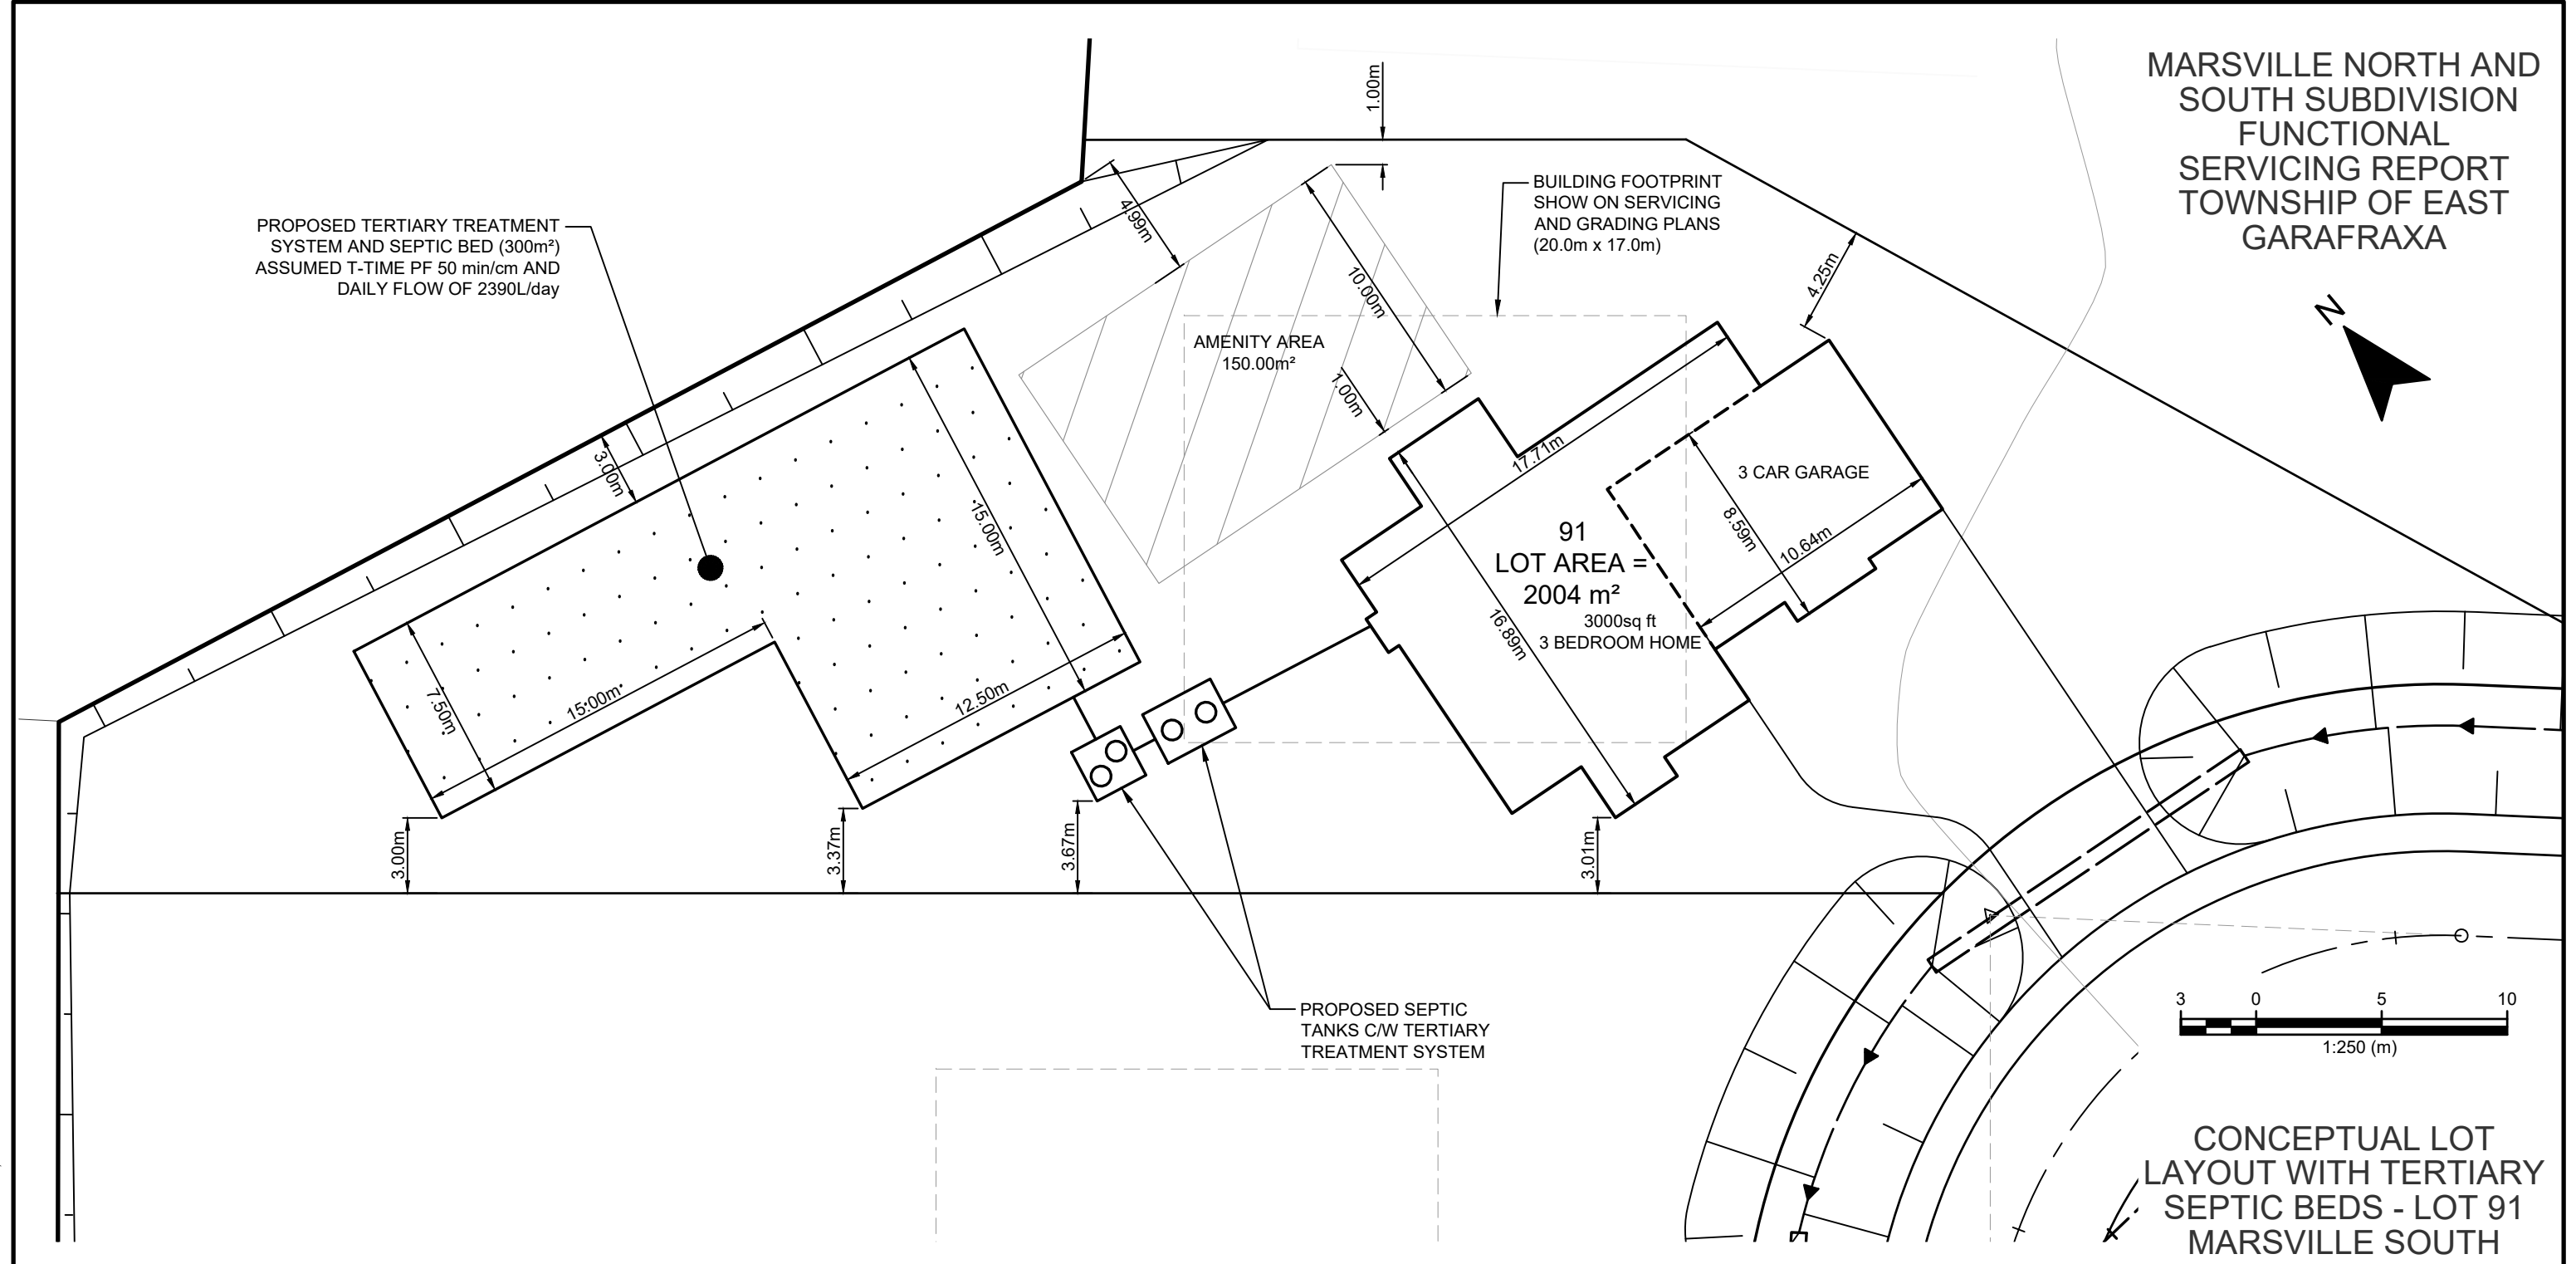 MARSVILLE NORTH AND
SOUTH SUBDIVISION
FUNCTIONAL
SERVICING REPORT
TOWNSHIP OF EAST
GARAFRAXA
N
1.00m
BUILDING FOOTPRINT
SHOW ON SERVICING
AND GRADING PLANS
(20.0m x 17.0m)
PROPOSED TERTIARY TREATMENT
SYSTEM AND SEPTIC BED (300m²)
ASSUMED T-TIME PF 50 min/cm AND
DAILY FLOW OF 2390L/day
4.99m
10.00m
4.25m
AMENITY AREA
150.00m²
1.00m
3.00m
15.00m
7.50m
15.00m
12.50m
17.71m
3 CAR GARAGE
8.59m
10.64m
91
LOT AREA =
2004 m²
3000sq ft
3 BEDROOM HOME
16.89m
3.00m
3.37m
3.67m
3.01m
PROPOSED SEPTIC
TANKS C/W TERTIARY
TREATMENT SYSTEM
3 0 5 10
1:250 (m)
CONCEPTUAL LOT
LAYOUT WITH TERTIARY
SEPTIC BEDS - LOT 91
MARSVILLE SOUTH